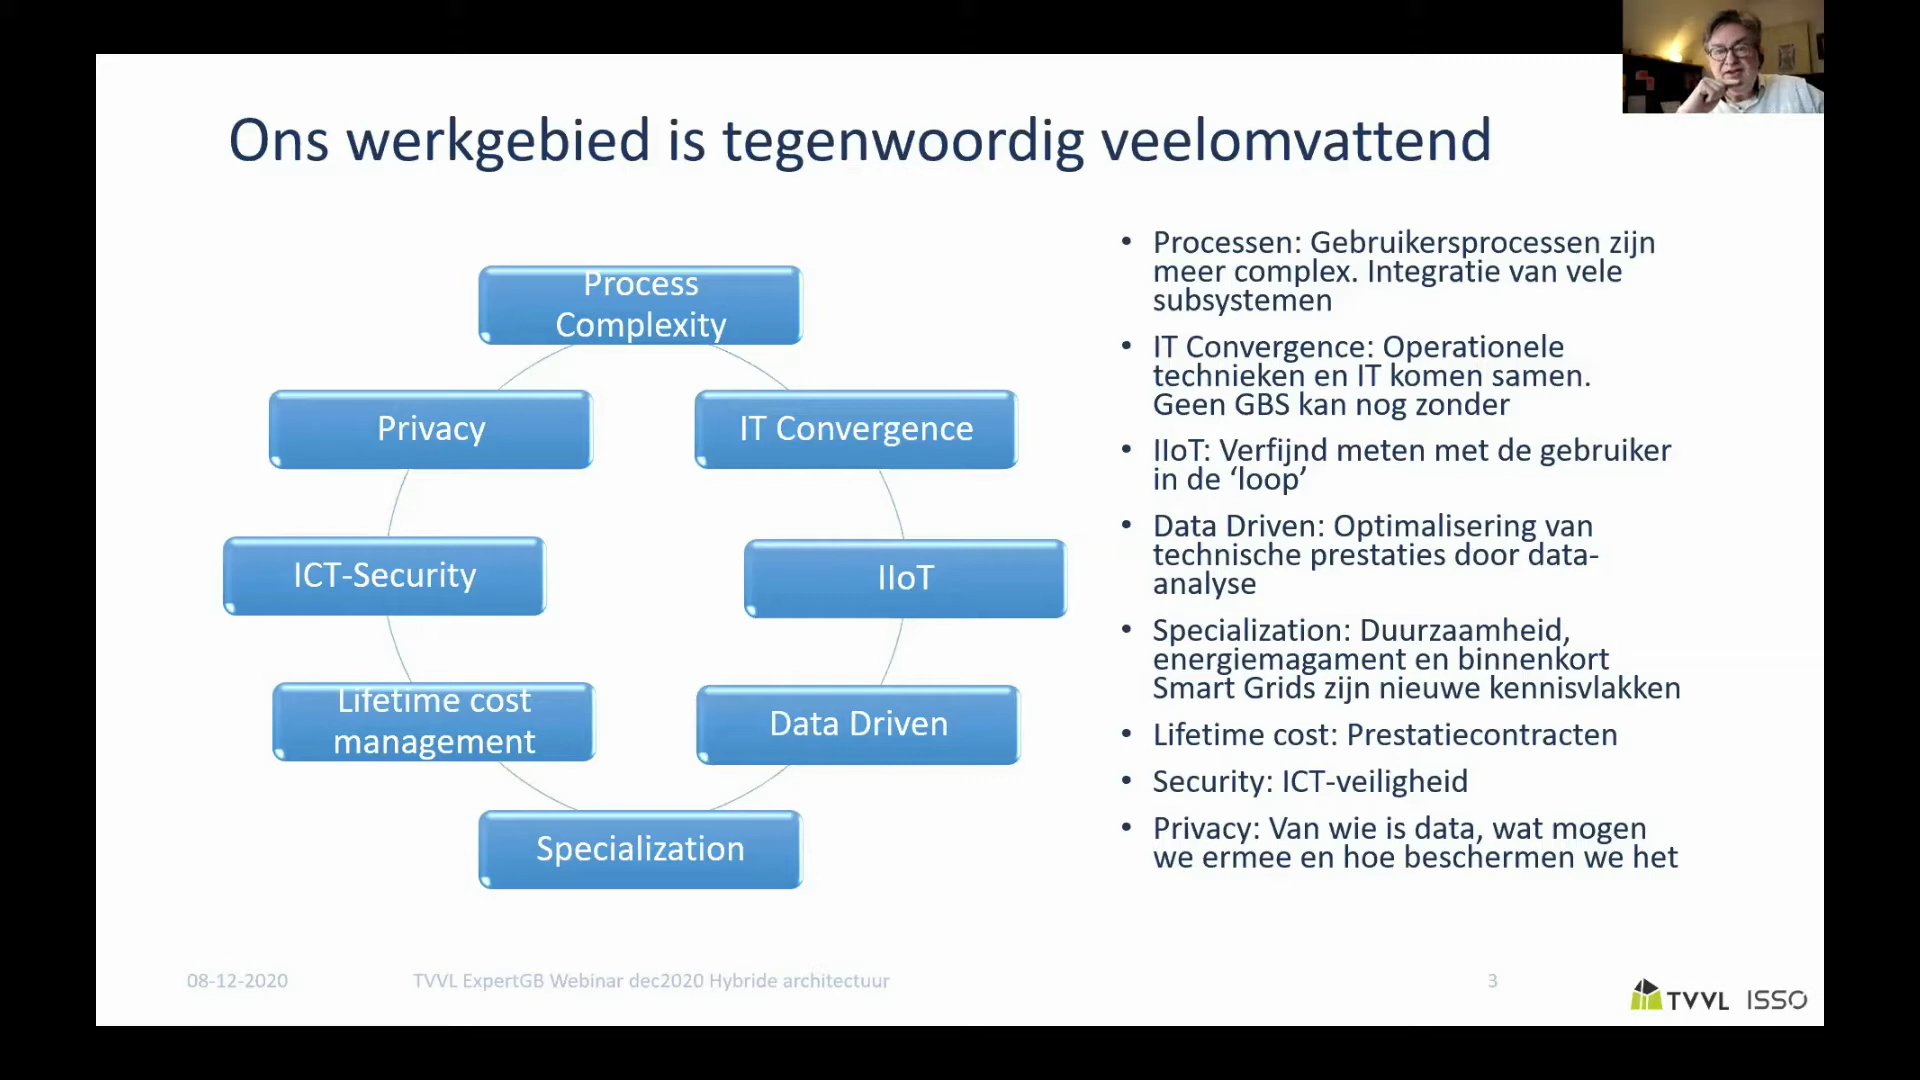 Ons werkgebied is tegenwoordig veelomvattend
Process
Complexity
Privacy
IT Convergence
ICT-Security
IIoT
Lifetime cost
management
Data Driven
Specialization
• Processen: Gebruikersprocessen zijn
meer complex. Integratie van vele
subsystemen
• IT Convergence: Operationele
technieken en IT komen samen.
Geen GBS kan nog zonder
• IIoT: Verfijnd meten met de gebruiker
in de ‘loop’
• Data Driven: Optimalisering van
technische prestaties door data-
analyse
• Specialization: Duurzaamheid,
energiemagament en binnenkort
Smart Grids zijn nieuwe kennisvlakken
• Lifetime cost: Prestatiecontracten
• Security: ICT-veiligheid
• Privacy: Van wie is data, wat mogen
we ermee en hoe beschermen we het
08-12-2020
TVVL ExpertGB Webinar dec2020 Hybride architectuur
3
TVVL ISSO